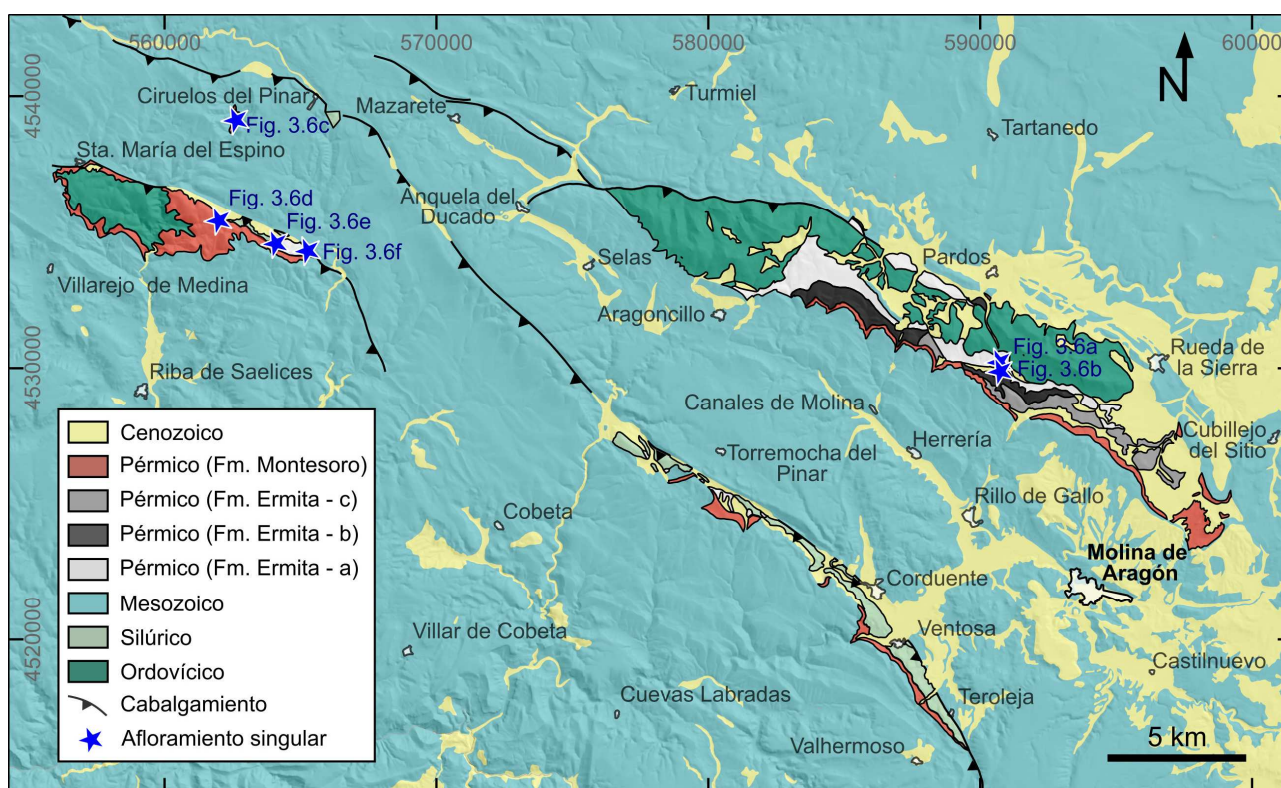 560000
570000
580000
590000
60000
4540000
4530000
4520000
N
Ciruelos del Pinar
Mazarete
Turmiel
Tartanedo
Fig. 3.6c
Sta. María del Espino
Fig. 3.6d
Fig. 3.6e
Fig. 3.6f
Anquela del
Ducado
Selas
Pardos
Villarejo de Medina
Aragoncillo
Fig. 3.6a
Fig. 3.6b
Rueda de
la Sierra
Riba de Saelices
Canales de Molina
Herrería
Cubillejo
del Sitio
Torremocha del
Pinar
Rillo de Gallo
Cobeta
Molina de
Aragón
Corduente
Villar de Cobeta
Ventosa
Castilnuevo
Cuevas Labradas
Teroleja
Valhermoso
5 km
Cenozoico
Pérmico (Fm. Montesoro)
Pérmico (Fm. Ermita - c)
Pérmico (Fm. Ermita - b)
Pérmico (Fm. Ermita - a)
Mesozoico
Silúrico
Ordovícico
Cabalgamiento
Afloramiento singular